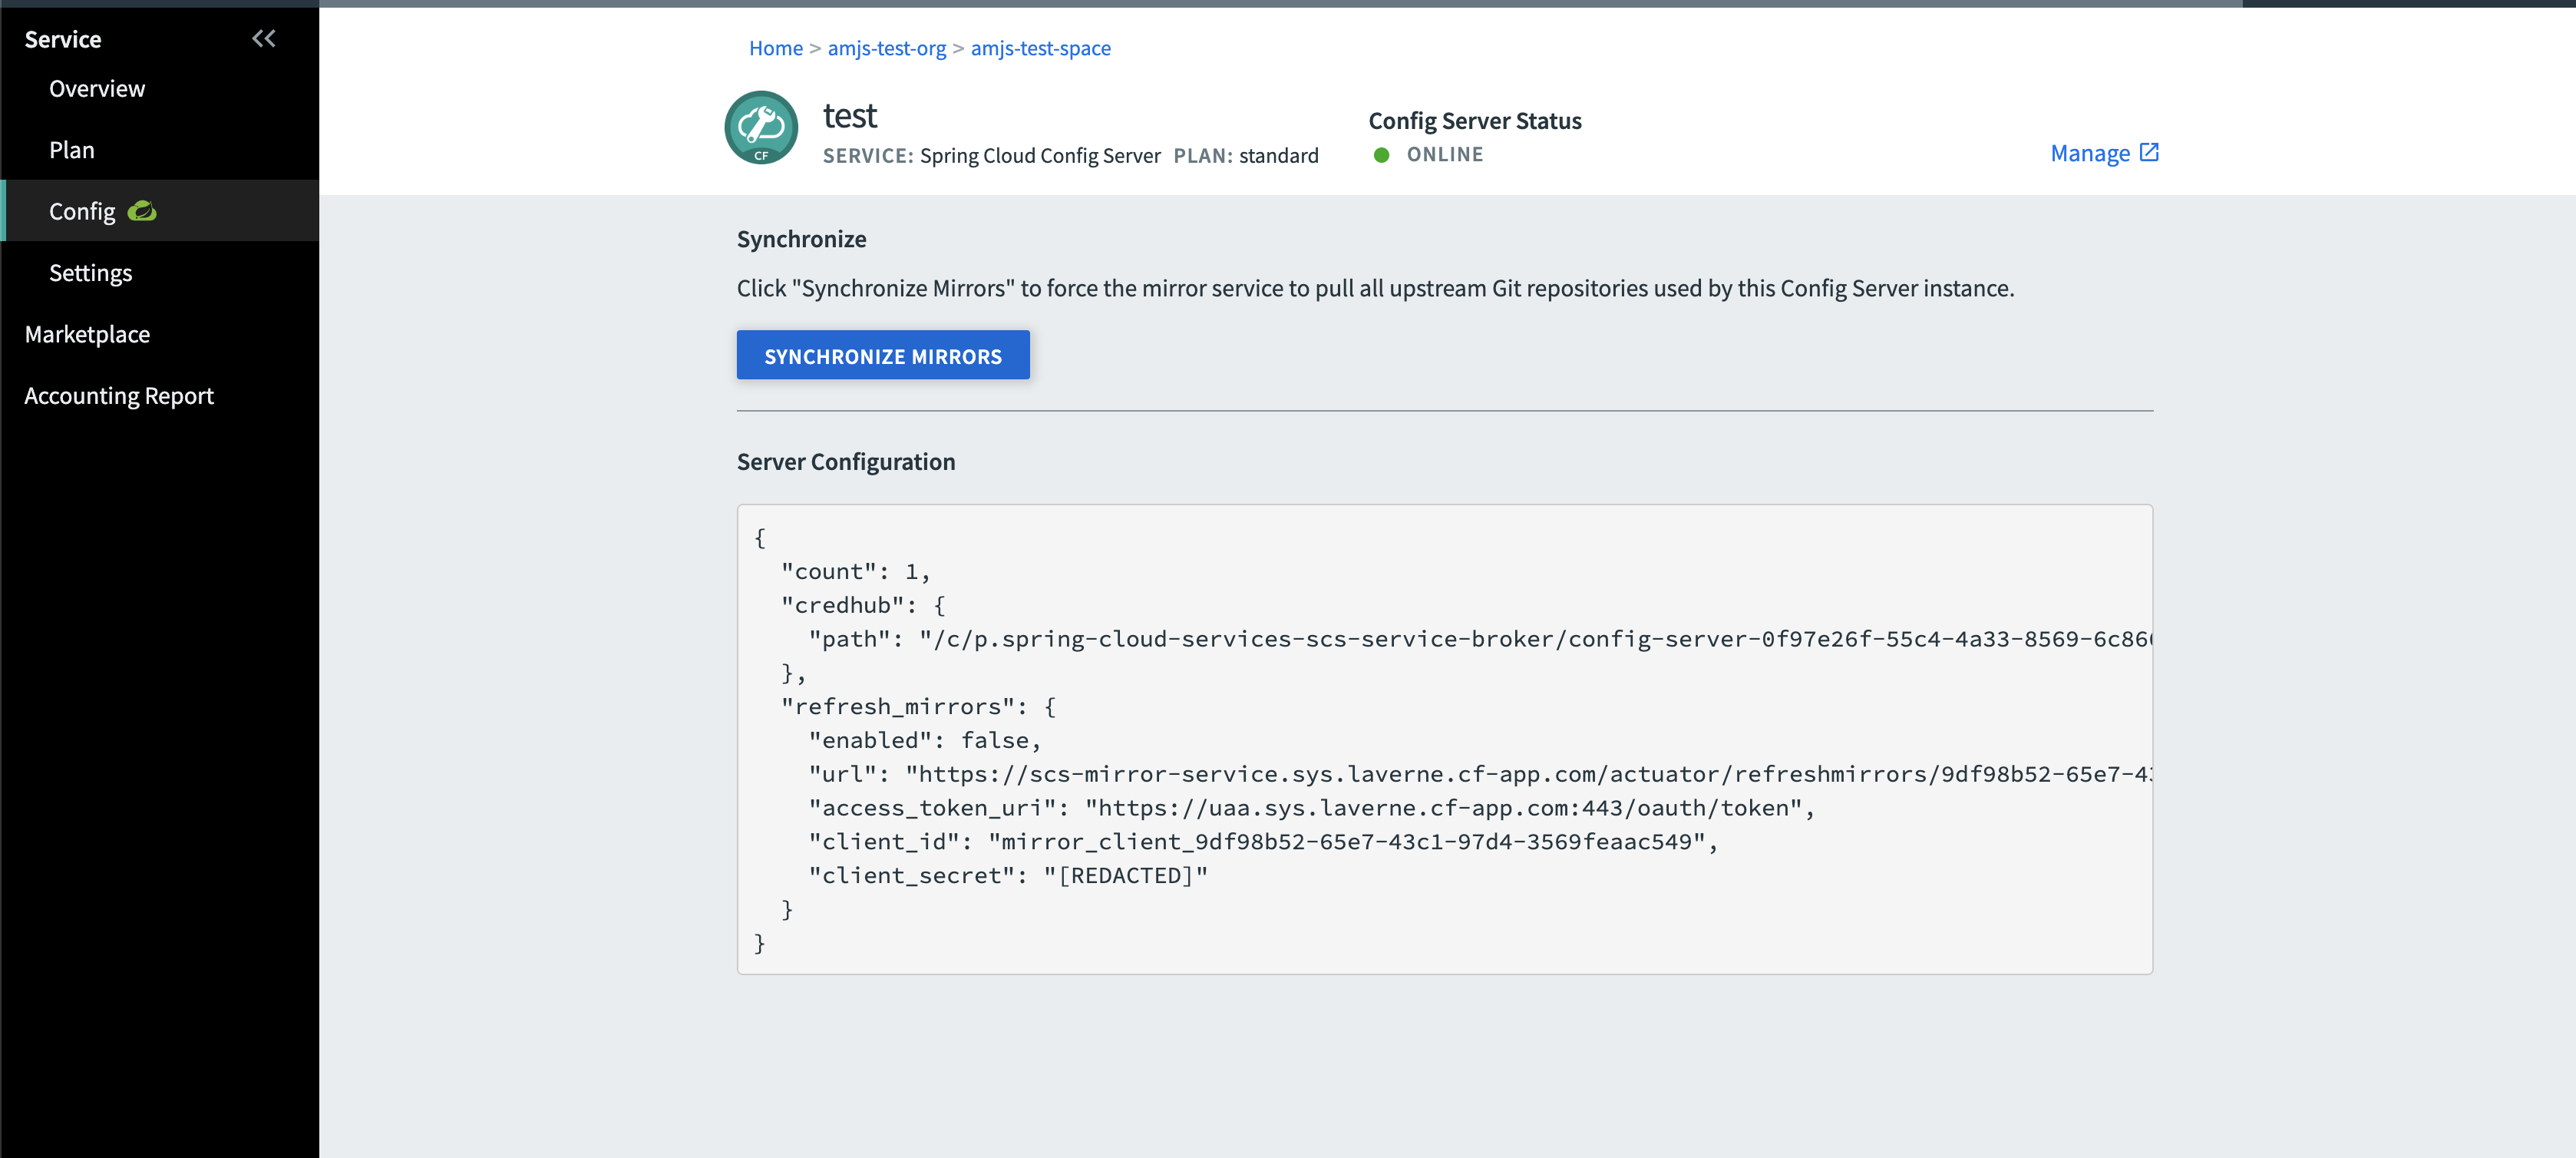 Service
Overview
Plan
Config
Settings
Marketplace
Accounting Report
Home > amjs-test-org > amjs-test-space
test
CF
SERVICE: Spring Cloud Config Server PLAN: standard
Config Server Status
ONLINE
Manage
Synchronize
Click "Synchronize Mirrors" to force the mirror service to pull all upstream Git repositories used by this Config Server instance.
SYNCHRONIZE MIRRORS
Server Configuration
{
"count": 1,
"credhub": {
"path": "/c/p.spring-cloud-services-scs-service-broker/config-server-0f97e26f-55c4-4a33-8569-6c86
},
"refresh_mirrors": {
"enabled": false,
"url": "https://scs-mirror-service.sys.laverne.cf-app.com/actuator/refreshmirrors/9df98b52-65e7-43
"access_token_uri": "https://uaa.sys.laverne.cf-app.com:443/oauth/token",
"client_id": "mirror_client_9df98b52-65e7-43c1-97d4-3569feaac549",
"client_secret": "[REDACTED]"
}
}